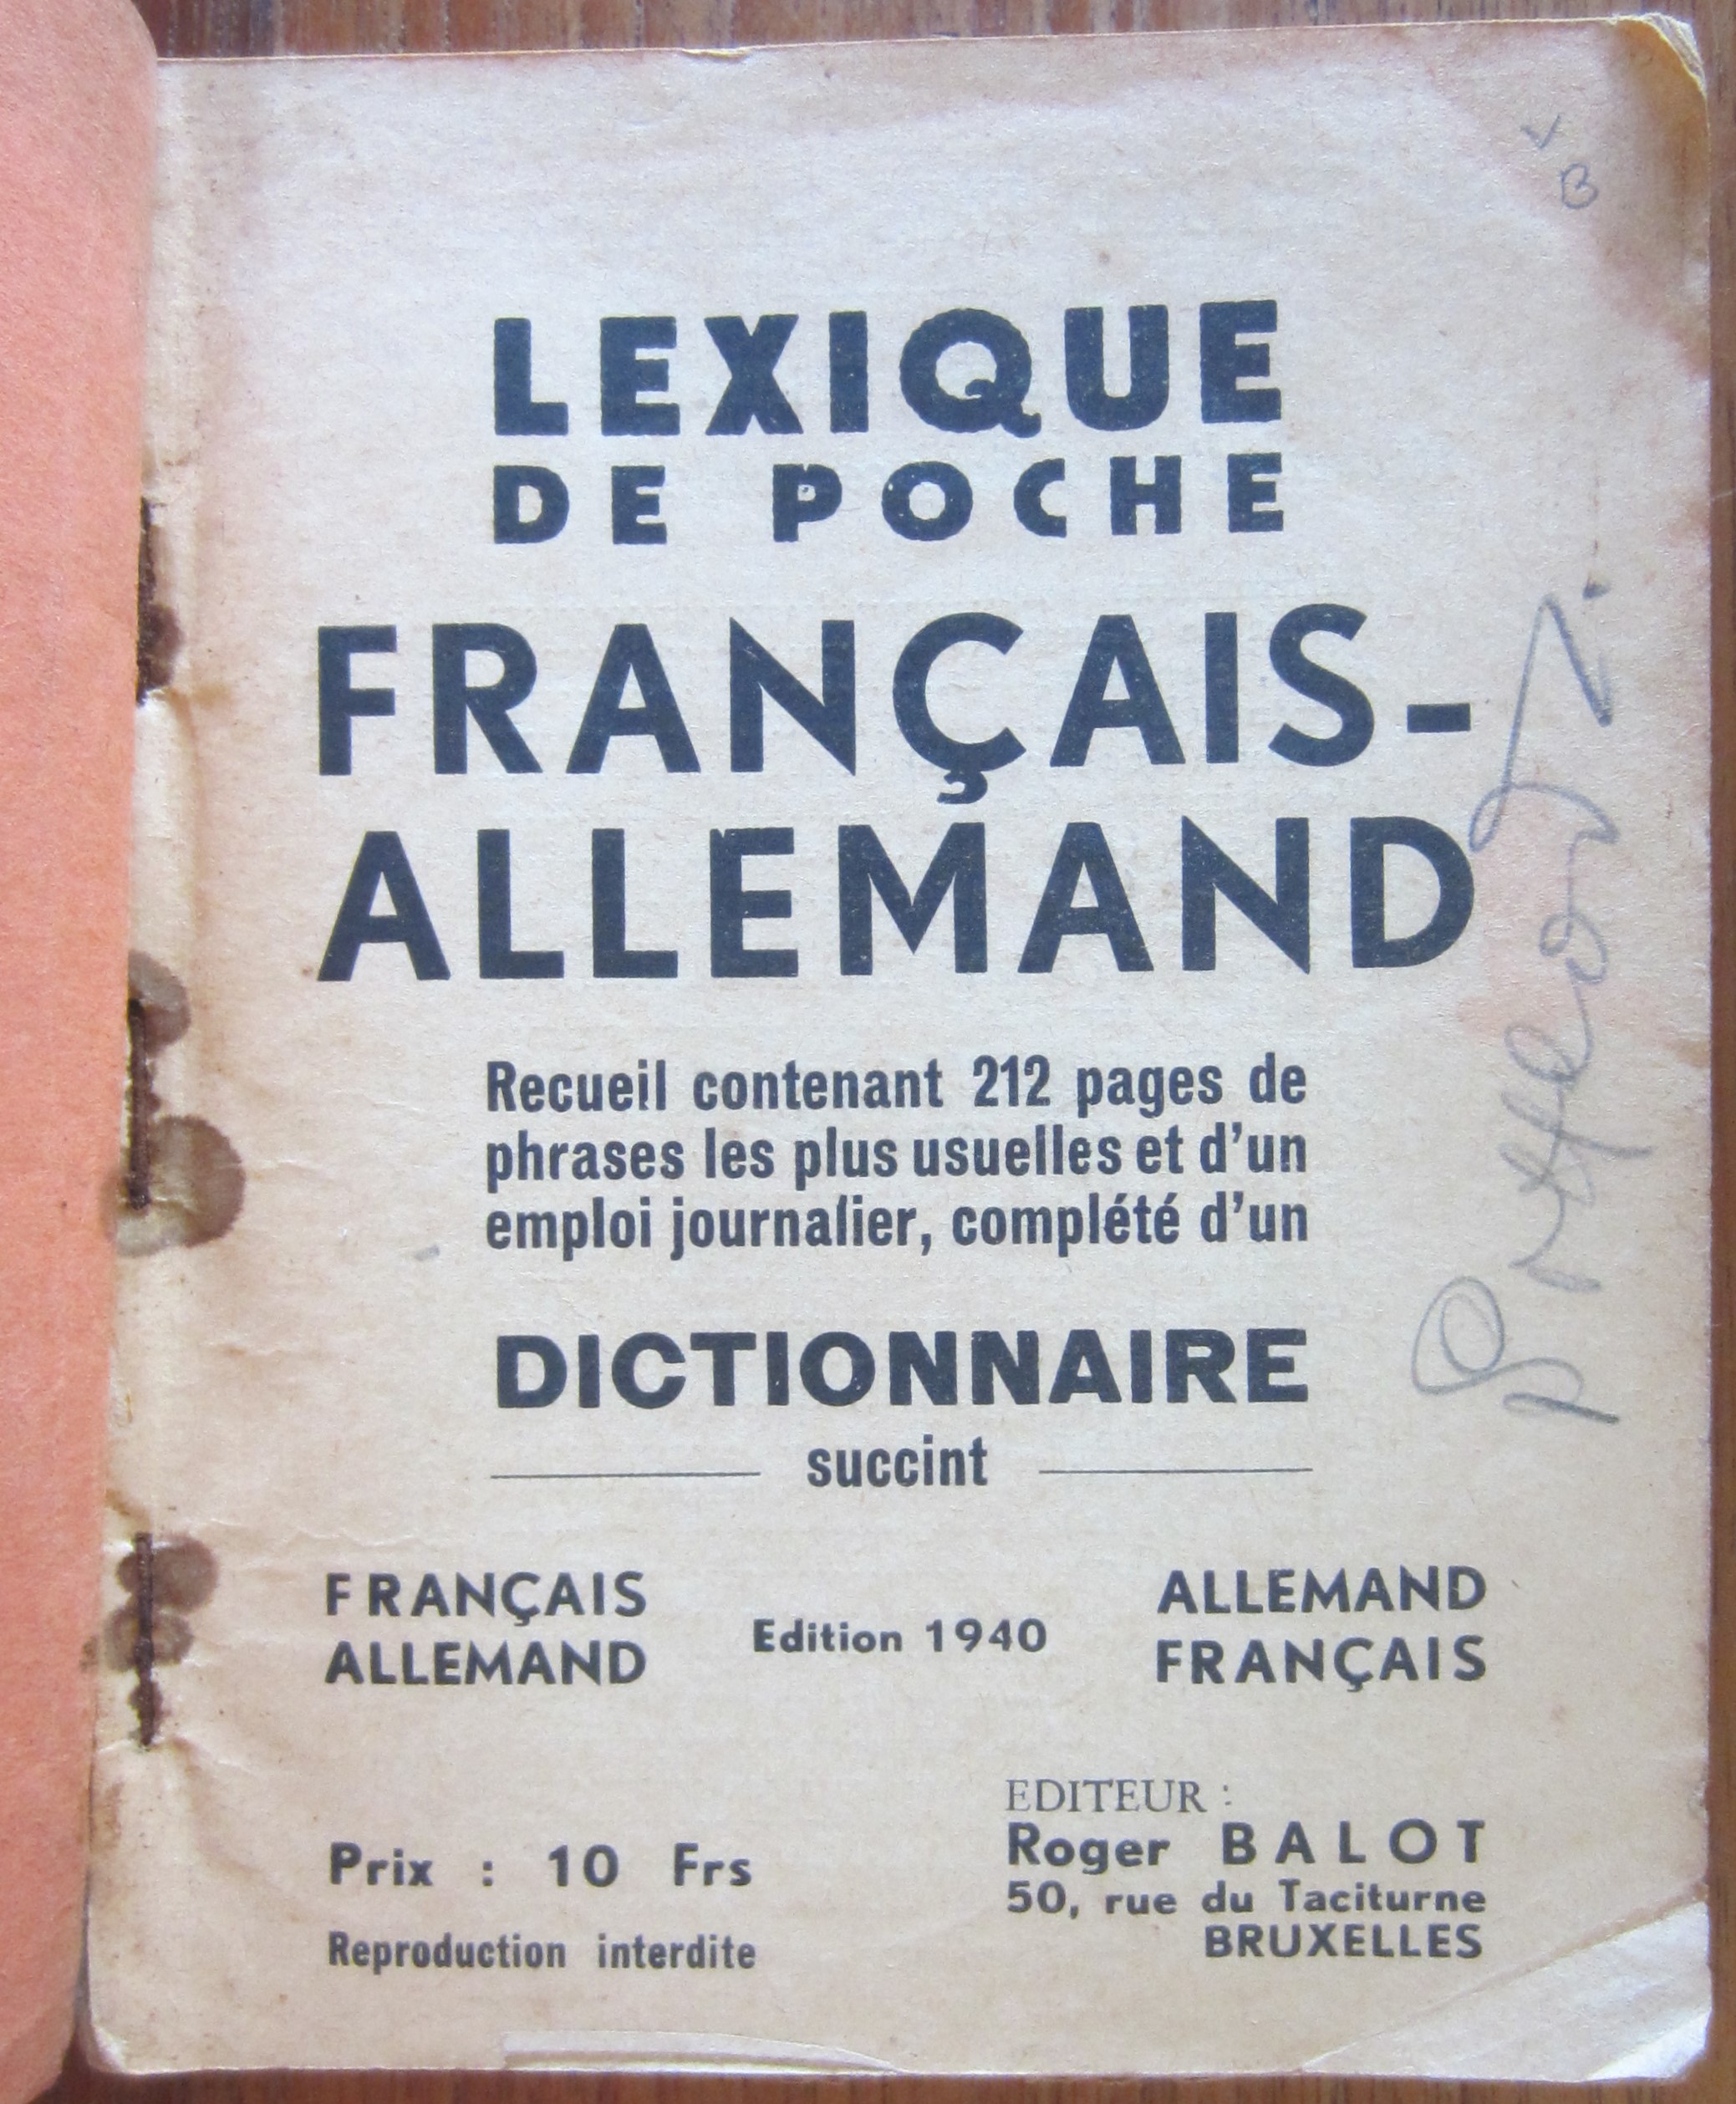 V
B
LEXIQUE
DE POCHE
FRANÇAIS-
ALLEMAND
Recueil contenant 212 pages de
phrases les plus usuelles et d'un
emploi journalier, complété d'un
DICTIONNAIRE
succint
FRANÇAIS
ALLEMAND
Edition 1940
ALLEMAND
FRANÇAIS
Prix : 10 Frs
Reproduction interdite
EDITEUR :
Roger BALOT
50, rue du Taciturne
BRUXELLES